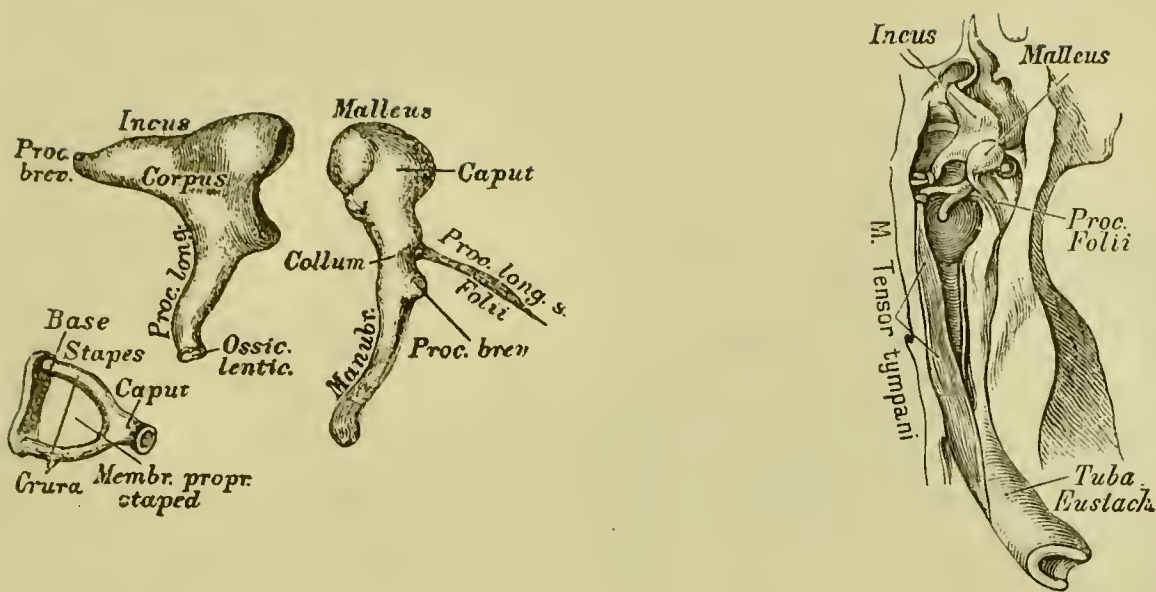 Incus
Proc.
brev.
Corpus
Proc. long.
Ossic.
lentic.
Base
Stapes
Caput
Crura
Membr. propr.
staped
Malleus
Caput
Collum
Proc. long. s.
Folii
Proc. brev
Manubr.
Incus
Malleus
Proc.
Folii
M. Tensor tympani
Tuba
Eustach.